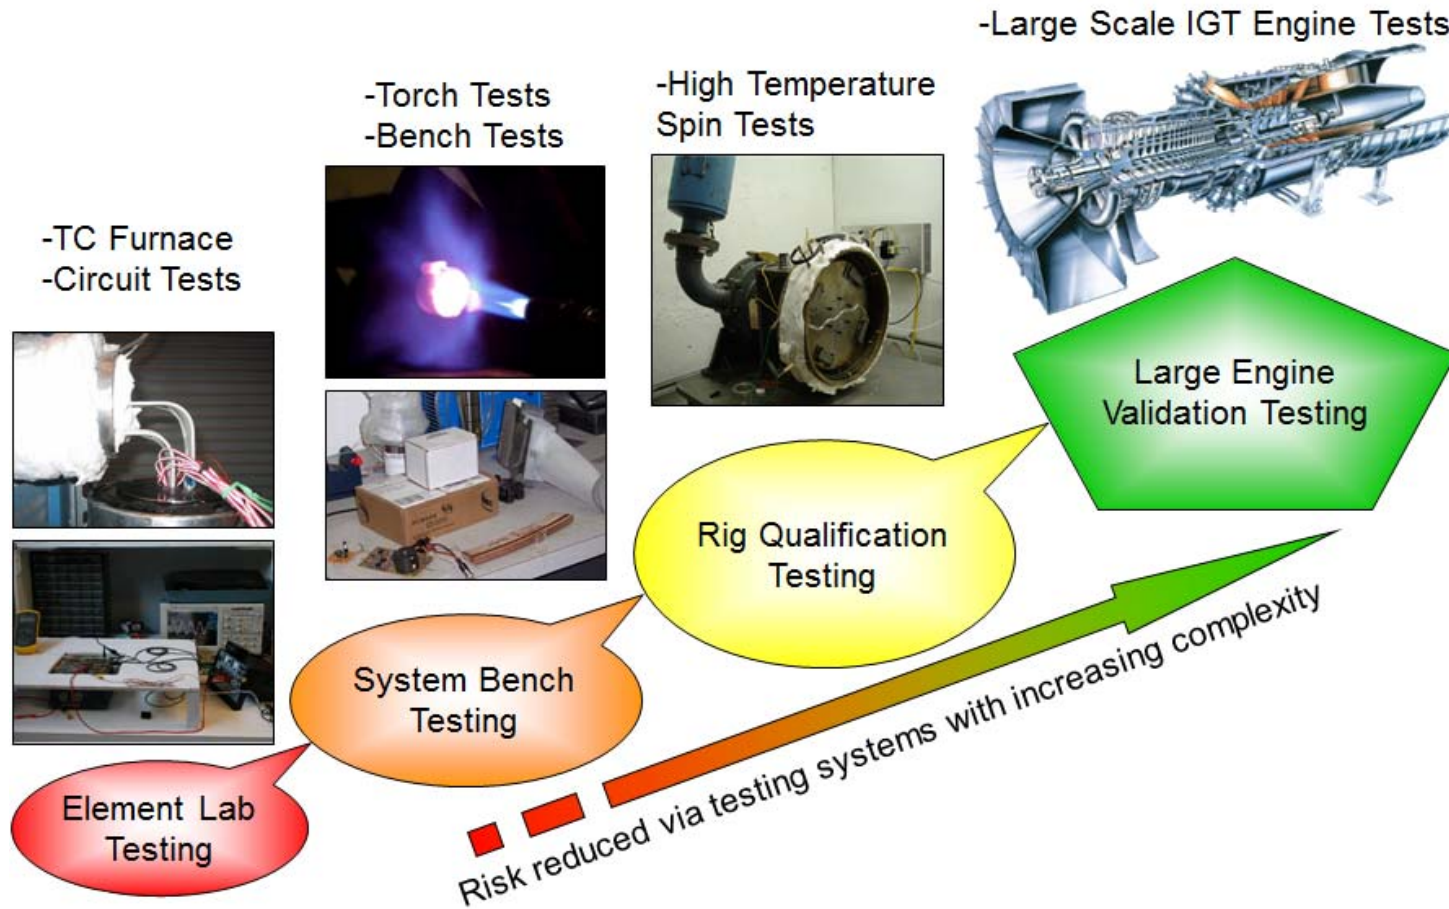 -Large Scale IGT Engine Tests
-Torch Tests
-Bench Tests
-High Temperature
Spin Tests
-TC Furnace
-Circuit Tests
Large Engine
Validation Testing
Rig Qualification
Testing
System Bench
Testing
Element Lab
Testing
Risk reduced via testing systems with increasing complexity